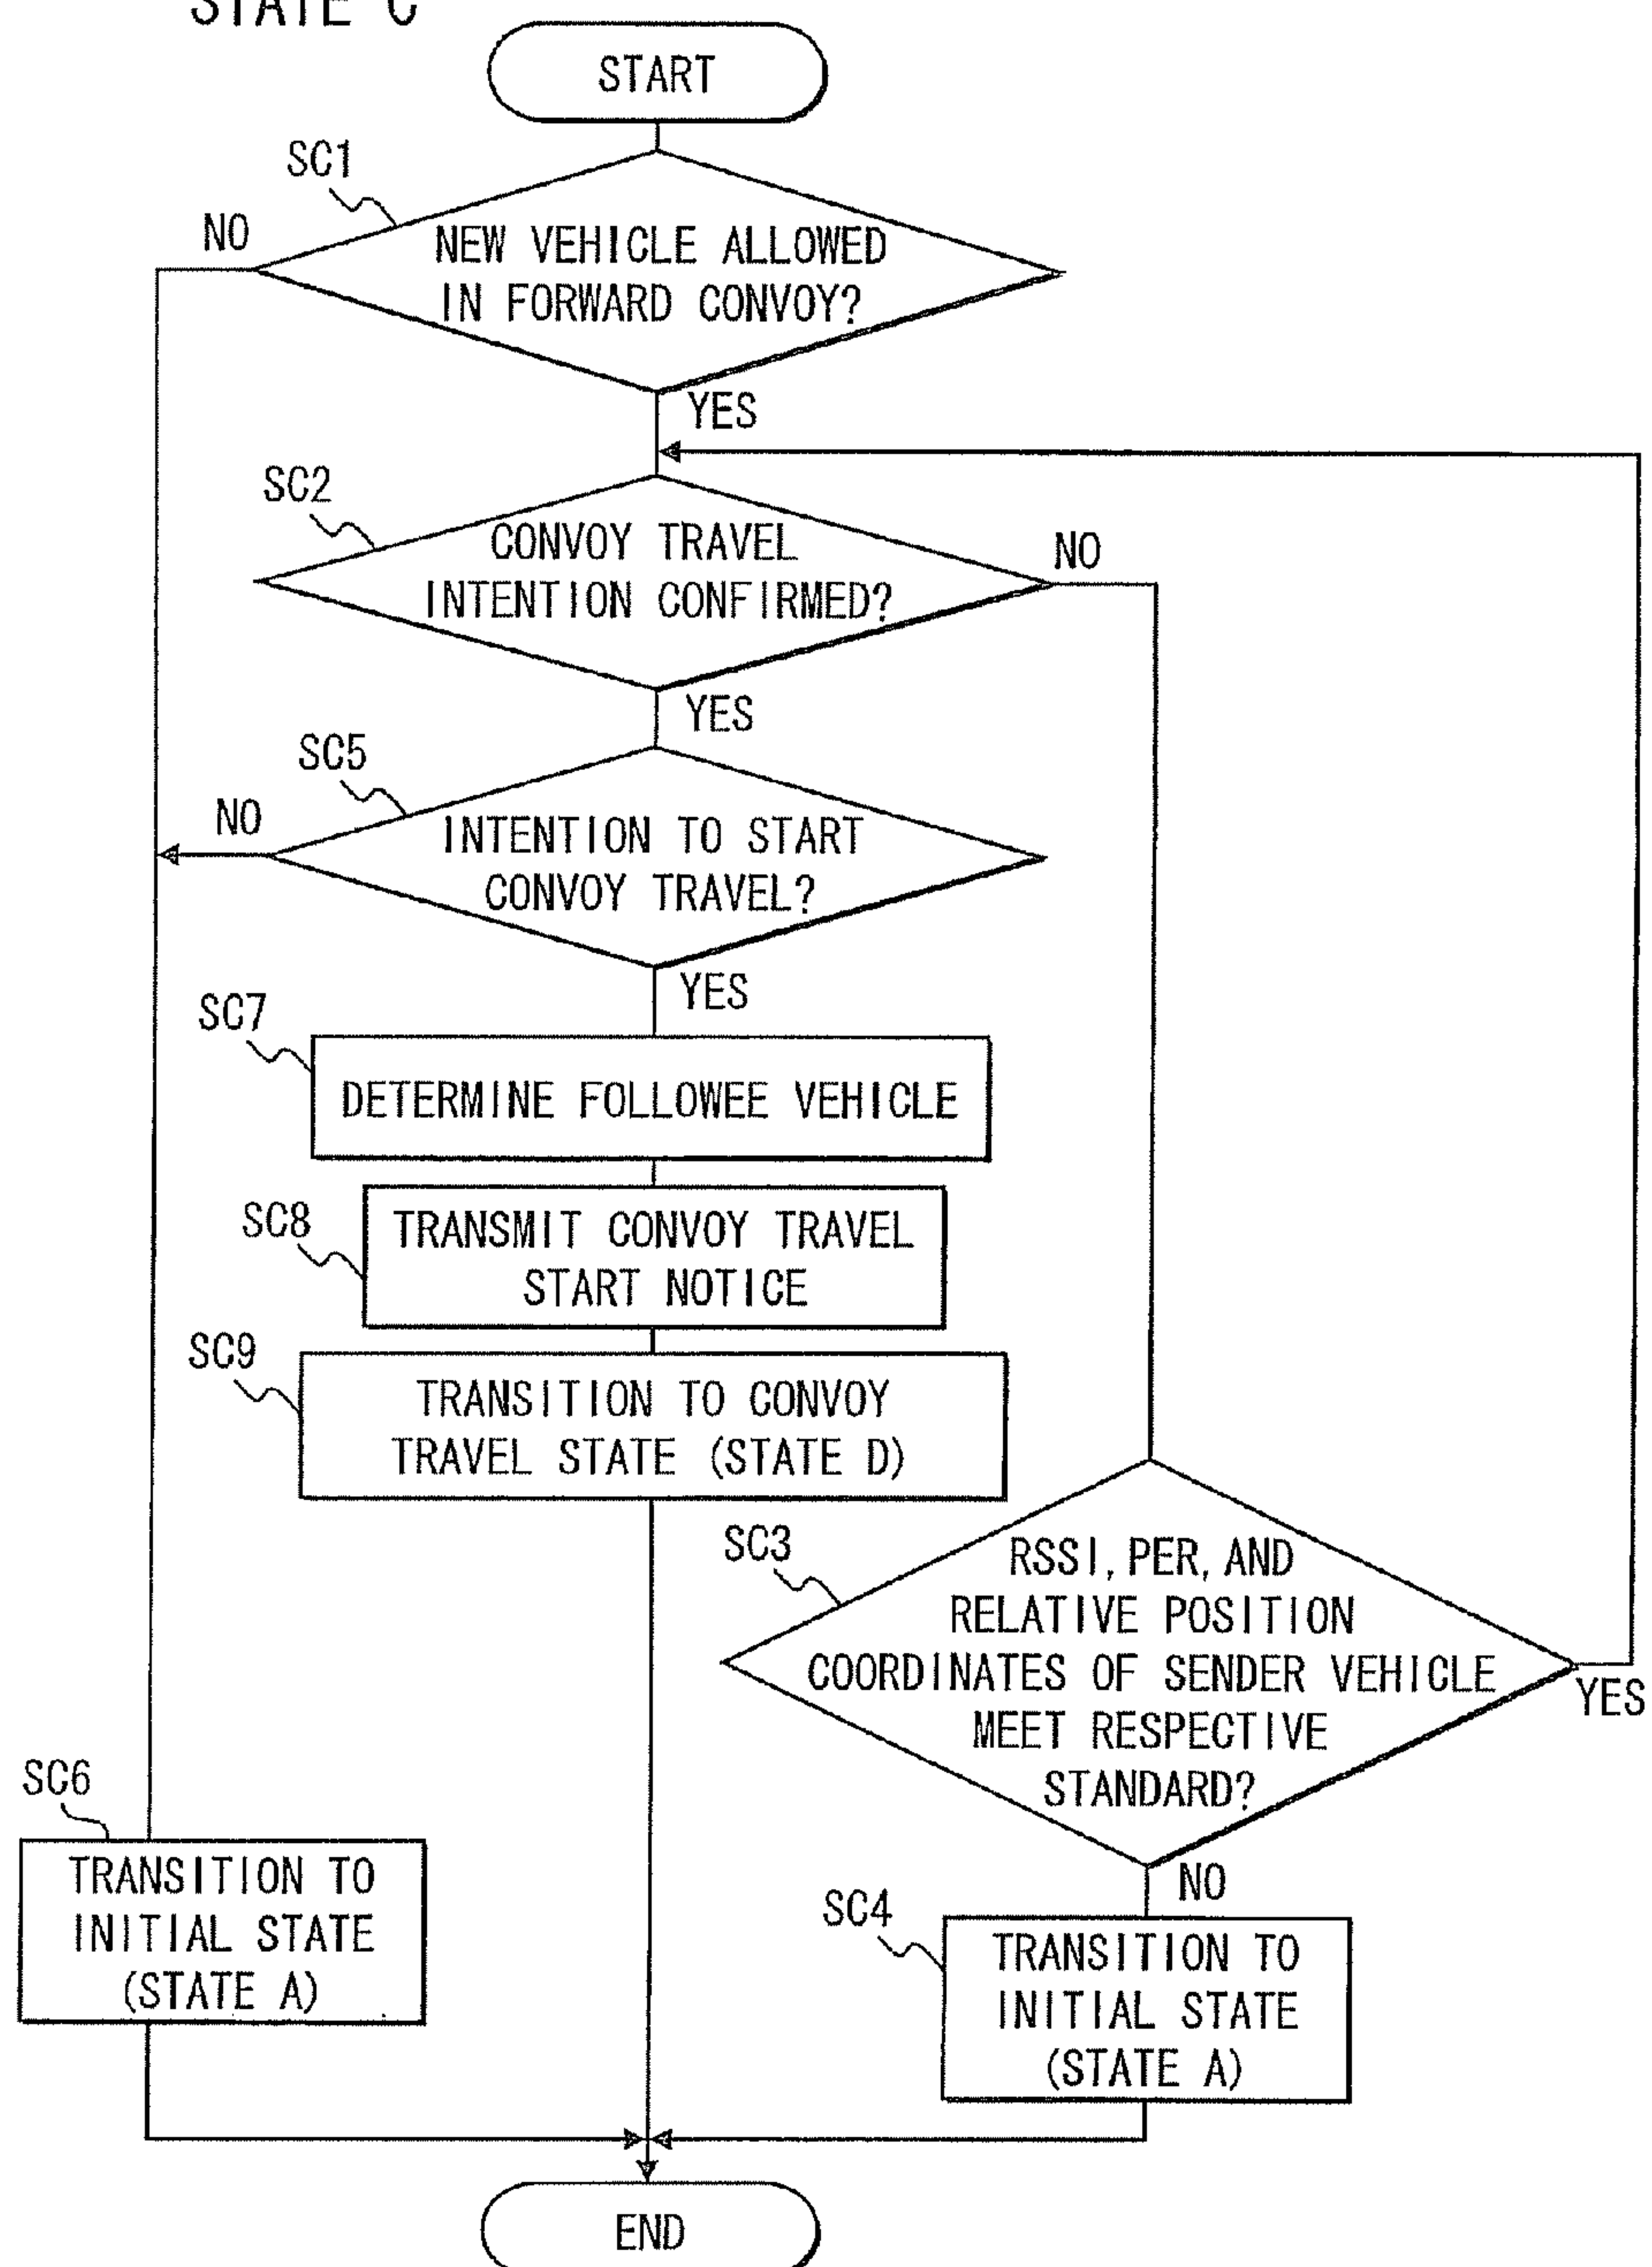 STATE C
START
SC1
NO
NEW VEHICLE ALLOWED
IN FORWARD CONVOY?
YES
SC2
CONVOY TRAVEL
INTENTION CONFIRMED?
NO
YES
SC5
NO
INTENTION TO START
CONVOY TRAVEL?
YES
SC7
DETERMINE FOLLOWEE VEHICLE
SC8
TRANSMIT CONVOY TRAVEL
START NOTICE
SC9
TRANSITION TO CONVOY
TRAVEL STATE (STATE D)
SC3
RSSI, PER, AND
RELATIVE POSITION
COORDINATES OF SENDER VEHICLE
MEET RESPECTIVE
STANDARD?
YES
NO
SC6
TRANSITION TO
INITIAL STATE
(STATE A)
SC4
TRANSITION TO
INITIAL STATE
(STATE A)
END